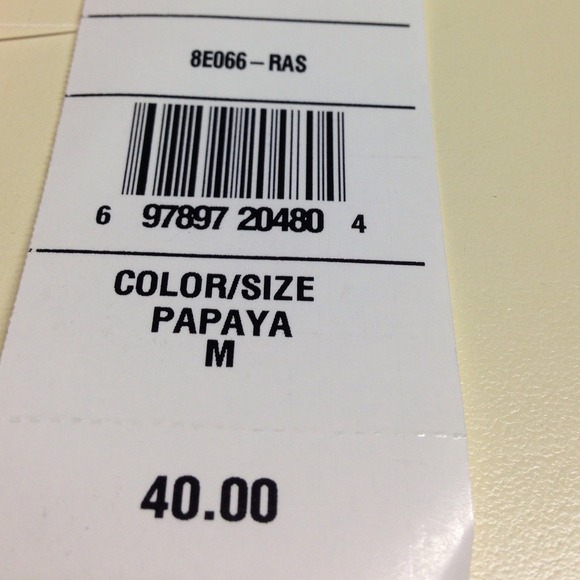 8E066-RAS
6 97897 20480 4
COLOR/SIZE
PAPAYA
M
40.00